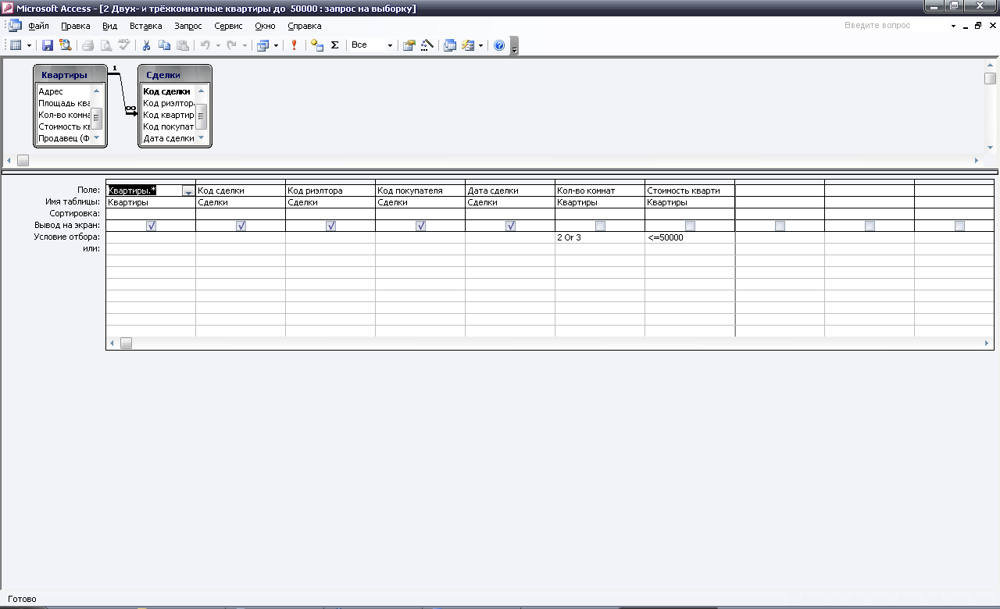 Microsoft Access - [2 Двух- и трёхкомнатные квартиры до 50000 : запрос на выборку]
Файл Правка Вид Вставка Запрос Сервис Окно Справка Введите вопрос
Все
Квартиры
Адрес
Площадь ква
Кол-во комна
Стоимость кв
Продавец (Ф
1
∞
Сделки
Код сделки
Код риэлтор
Код квартир
Код покупат
Дата сделки
Поле: Квартиры.* Код сделки Код риэлтора Код покупателя Дата сделки Кол-во комнат Стоимость кварти
Имя таблицы: Квартиры Сделки Сделки Сделки Сделки Квартиры Квартиры
Сортировка:
Вывод на экран:
Условие отбора: 2 Or 3 <=50000
или:
Готово